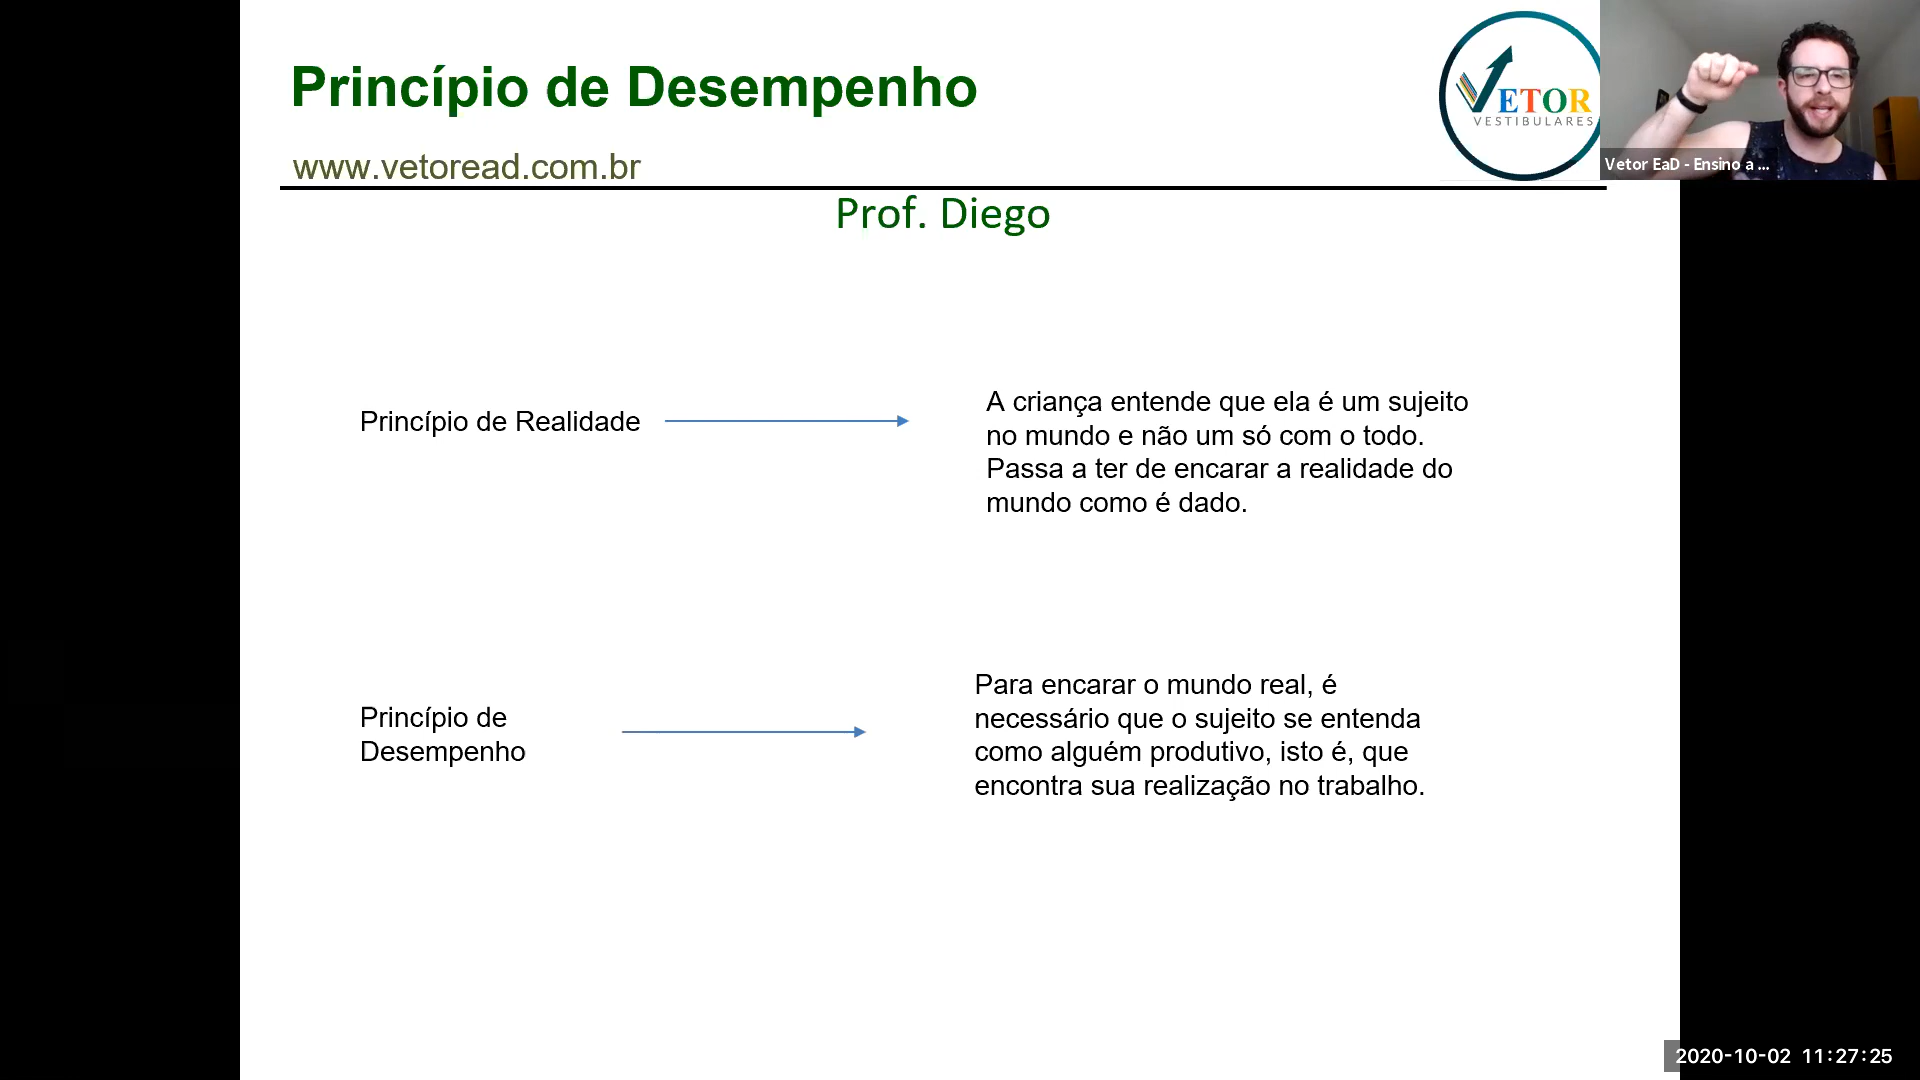 Princípio de Desempenho
VETOR
VESTIBULARES
www.vetoread.com.br
Vetor EaD - Ensino a ...
Prof. Diego
Princípio de Realidade
A criança entende que ela é um sujeito
no mundo e não um só com o todo.
Passa a ter de encarar a realidade do
mundo como é dado.
Princípio de
Desempenho
Para encarar o mundo real, é
necessário que o sujeito se entenda
como alguém produtivo, isto é, que
encontra sua realização no trabalho.
2020-10-02 11:27:25